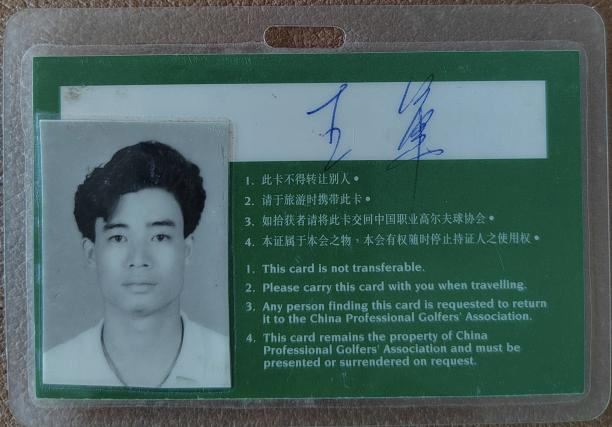 王军
1. 此卡不得转让别人。
2. 请于旅游时携带此卡。
3. 如拾获者请将此卡交回中国职业高尔夫球协会。
4. 本证属于本会之物，本会有权随时停止持证人之使用权。
1. This card is not transferable.
2. Please carry this card with you when travelling.
3. Any person finding this card is requested to return
it to the China Professional Golfers' Association.
4. This card remains the property of China
Professional Golfers' Association and must be
presented or surrendered on request.